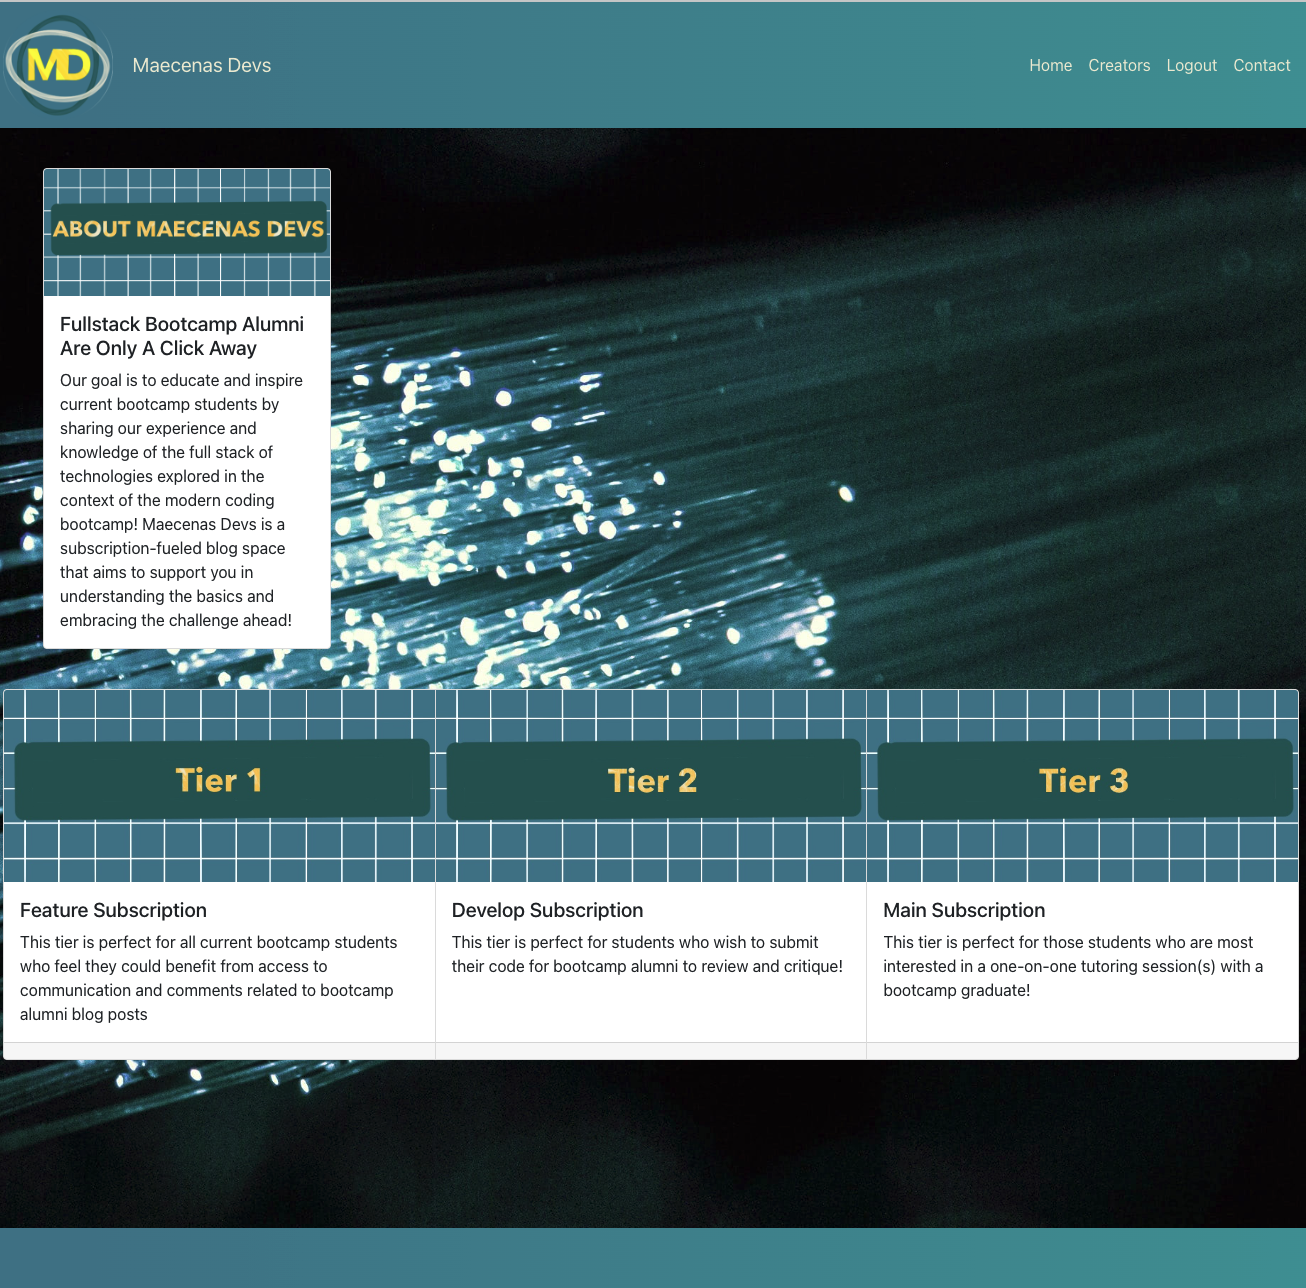 MD
Maecenas Devs
Home Creators Logout Contact
ABOUT MAECENAS DEVS
Fullstack Bootcamp Alumni
Are Only A Click Away
Our goal is to educate and inspire
current bootcamp students by
sharing our experience and
knowledge of the full stack of
technologies explored in the
context of the modern coding
bootcamp! Maecenas Devs is a
subscription-fueled blog space
that aims to support you in
understanding the basics and
embracing the challenge ahead!
Tier 1
Feature Subscription
This tier is perfect for all current bootcamp students
who feel they could benefit from access to
communication and comments related to bootcamp
alumni blog posts
Tier 2
Develop Subscription
This tier is perfect for students who wish to submit
their code for bootcamp alumni to review and critique!
Tier 3
Main Subscription
This tier is perfect for those students who are most
interested in a one-on-one tutoring session(s) with a
bootcamp graduate!